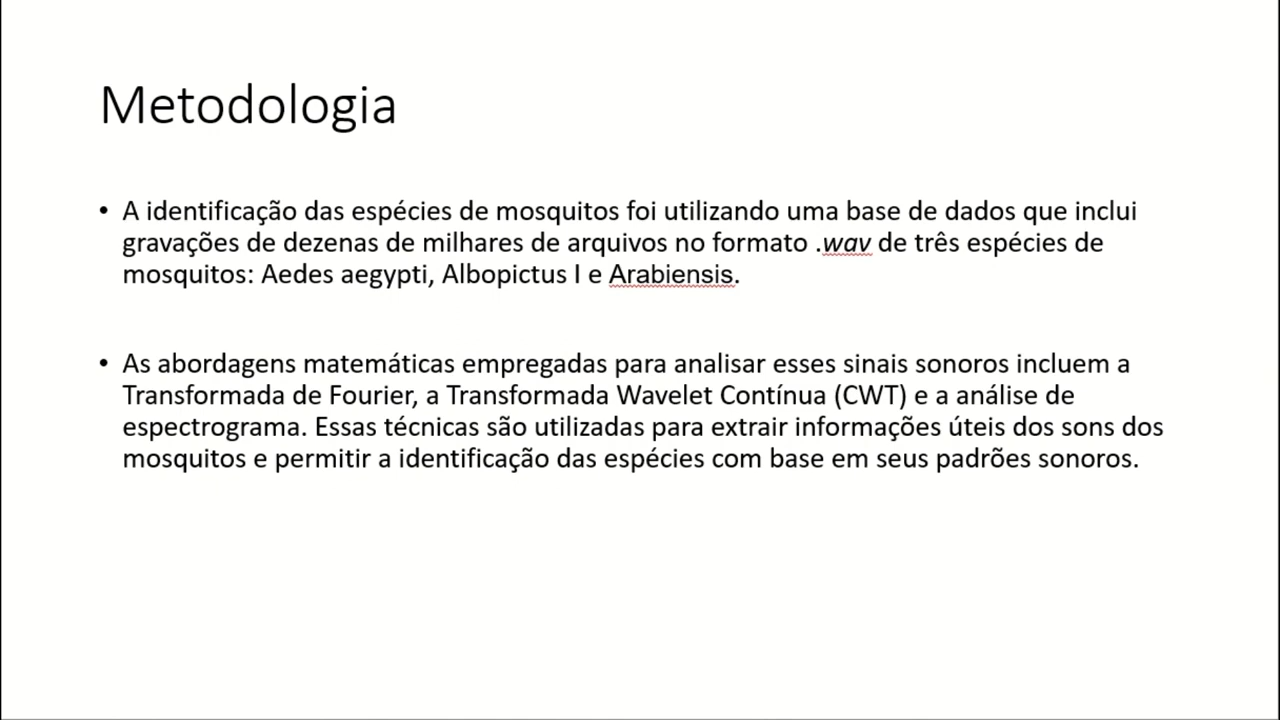 Metodologia
• A identificação das espécies de mosquitos foi utilizando uma base de dados que inclui
gravações de dezenas de milhares de arquivos no formato .wav de três espécies de
mosquitos: Aedes aegypti, Albopictus I e Arabiensis.
• As abordagens matemáticas empregadas para analisar esses sinais sonoros incluem a
Transformada de Fourier, a Transformada Wavelet Contínua (CWT) e a análise de
espectrograma. Essas técnicas são utilizadas para extrair informações úteis dos sons dos
mosquitos e permitir a identificação das espécies com base em seus padrões sonoros.